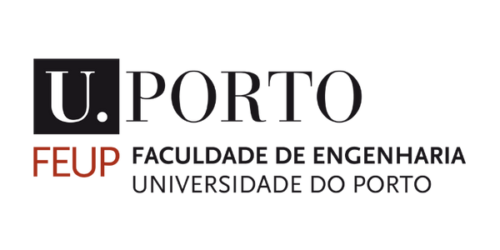 U. PORTO
FEUP FACULDADE DE ENGENHARIA
UNIVERSIDADE DO PORTO